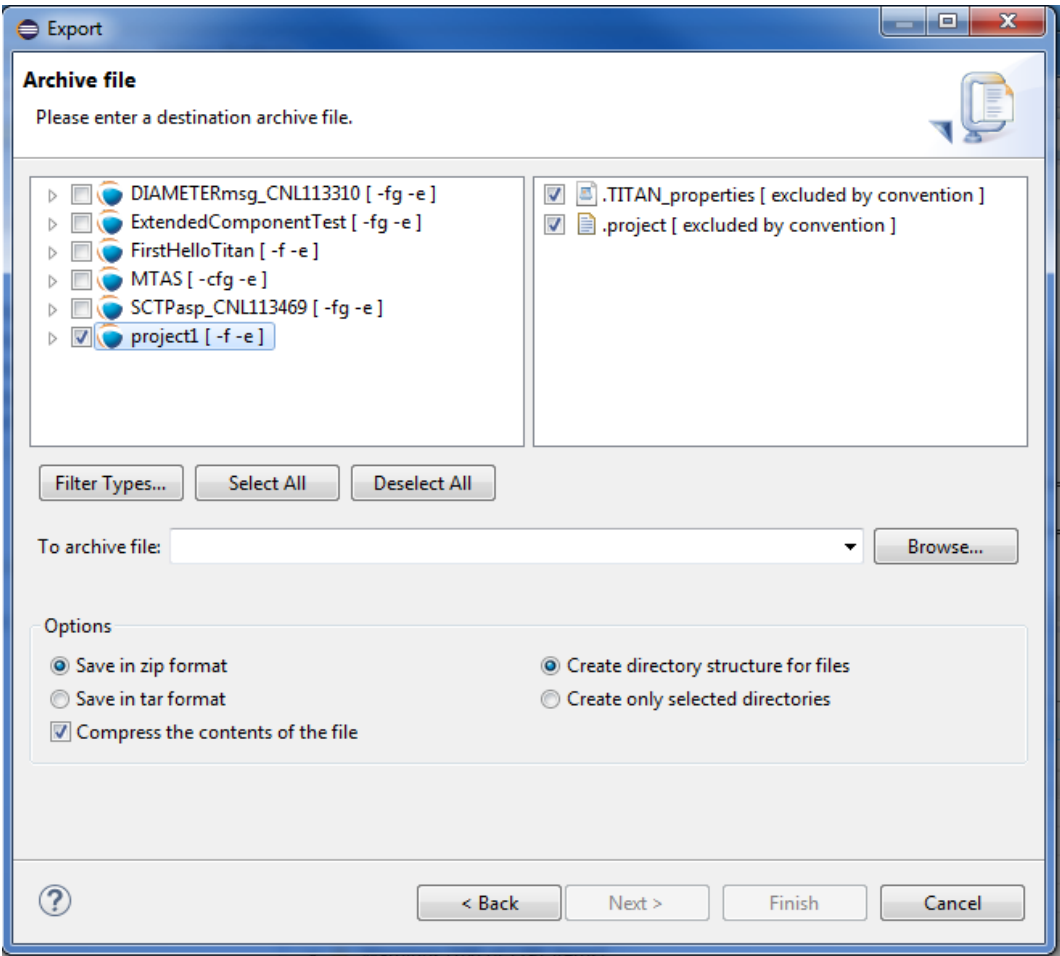 Export
Archive file
Please enter a destination archive file.
DIAMETERmsg_CNL113310 [ -fg -e ]
ExtendedComponentTest [ -fg -e ]
FirstHelloTitan [ -f -e ]
MTAS [ -cfg -e ]
SCTPasp_CNL113469 [ -fg -e ]
project1 [ -f -e ]
.TITAN_properties [ excluded by convention ]
.project [ excluded by convention ]
Filter Types... Select All Deselect All
To archive file: Browse...
Options
Save in zip format
Save in tar format
Compress the contents of the file
Create directory structure for files
Create only selected directories
? < Back Next > Finish Cancel